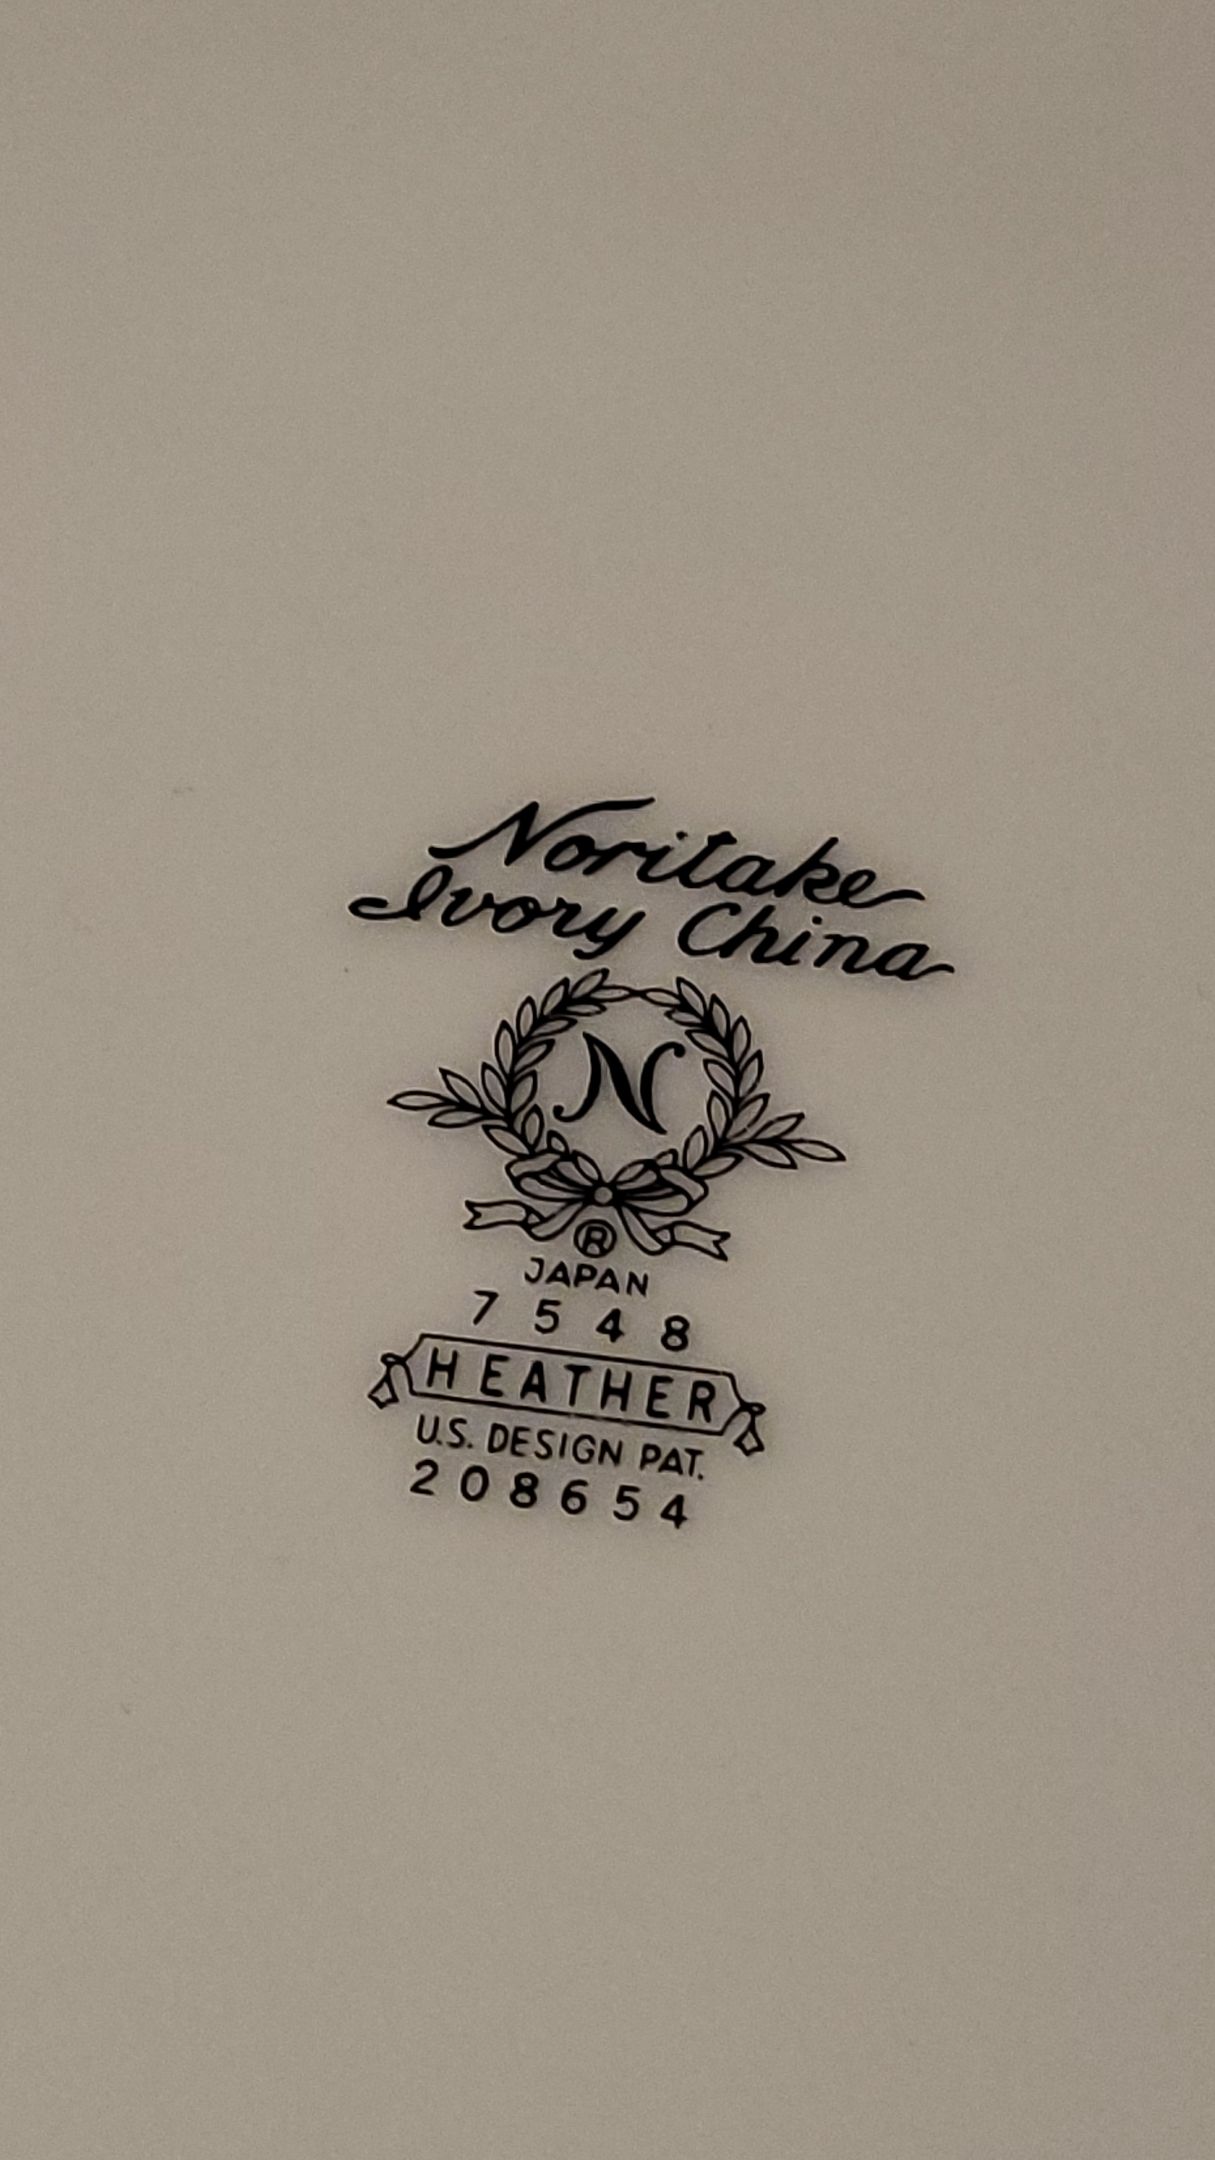 Noritake
Ivory China
N
®
JAPAN
7548
HEATHER
U.S. DESIGN PAT.
208654